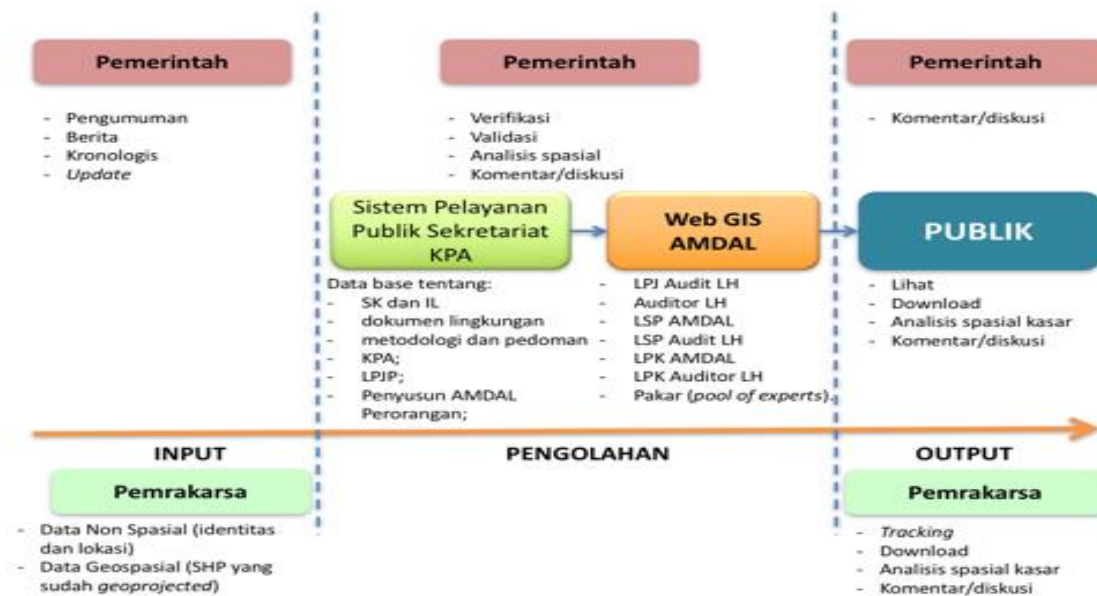 Pemerintah
- Pengumuman
- Berita
- Kronologis
- Update
Pemerintah
- Verifikasi
- Validasi
- Analisis spasial
- Komentar/diskusi
Pemerintah
- Komentar/diskusi
Sistem Pelayanan
Publik Sekretariat
KPA
Web GIS
AMDAL
PUBLIK
Data base tentang:
- SK dan IL
- dokumen lingkungan
- metodologi dan pedoman
- KPA;
- LPJP;
- Penyusun AMDAL
Perorangan;
- LPJ Audit LH
- Auditor LH
- LSP AMDAL
- LSP Audit LH
- LPK AMDAL
- LPK Auditor LH
- Pakar (pool of experts).
- Lihat
- Download
- Analisis spasial kasar
- Komentar/diskusi
INPUT
PENGOLAHAN
OUTPUT
Pemrakarsa
- Data Non Spasial (identitas
dan lokasi)
- Data Geospasial (SHP yang
sudah geoprojected)
Pemrakarsa
- Tracking
- Download
- Analisis spasial kasar
- Komentar/diskusi